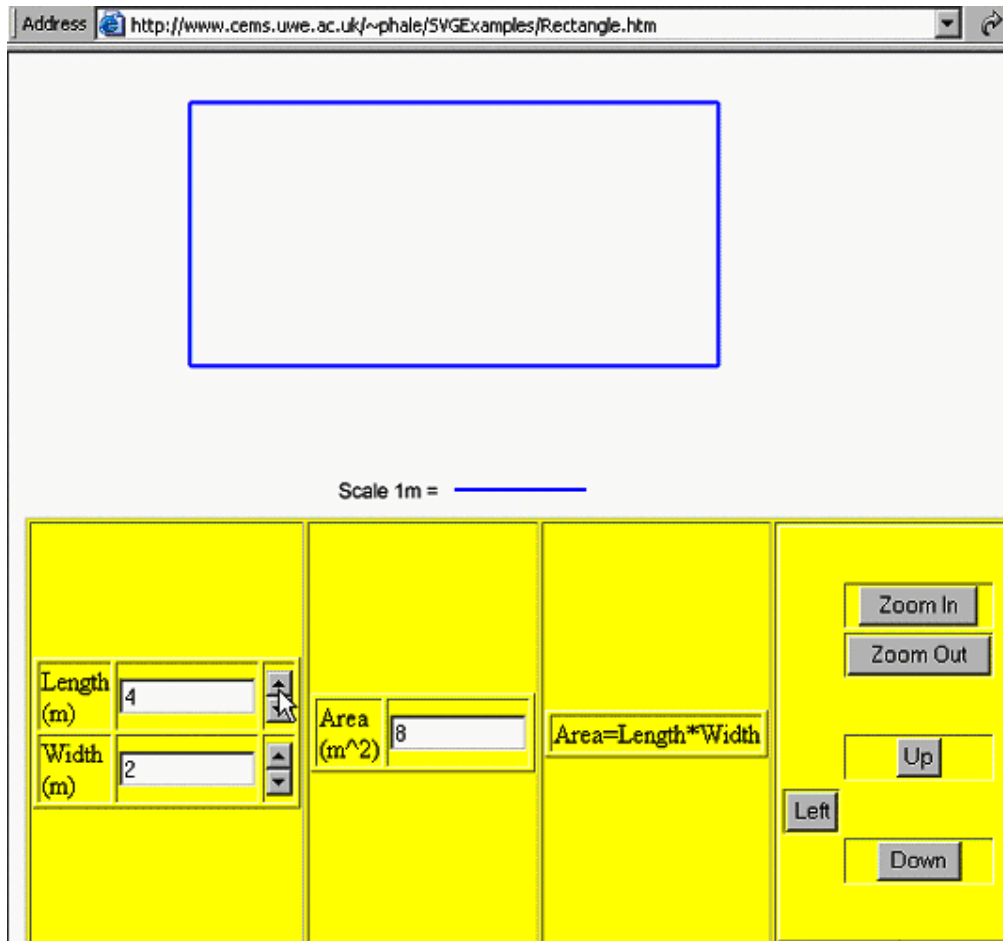 Address http://www.cems.uwe.ac.uk/~phale/SVGExamples/Rectangle.htm
Scale 1m =
Length
(m)
4
Width
(m)
2
Area
(m^2)
8
Area=Length*Width
Zoom In
Zoom Out
Up
Left
Down